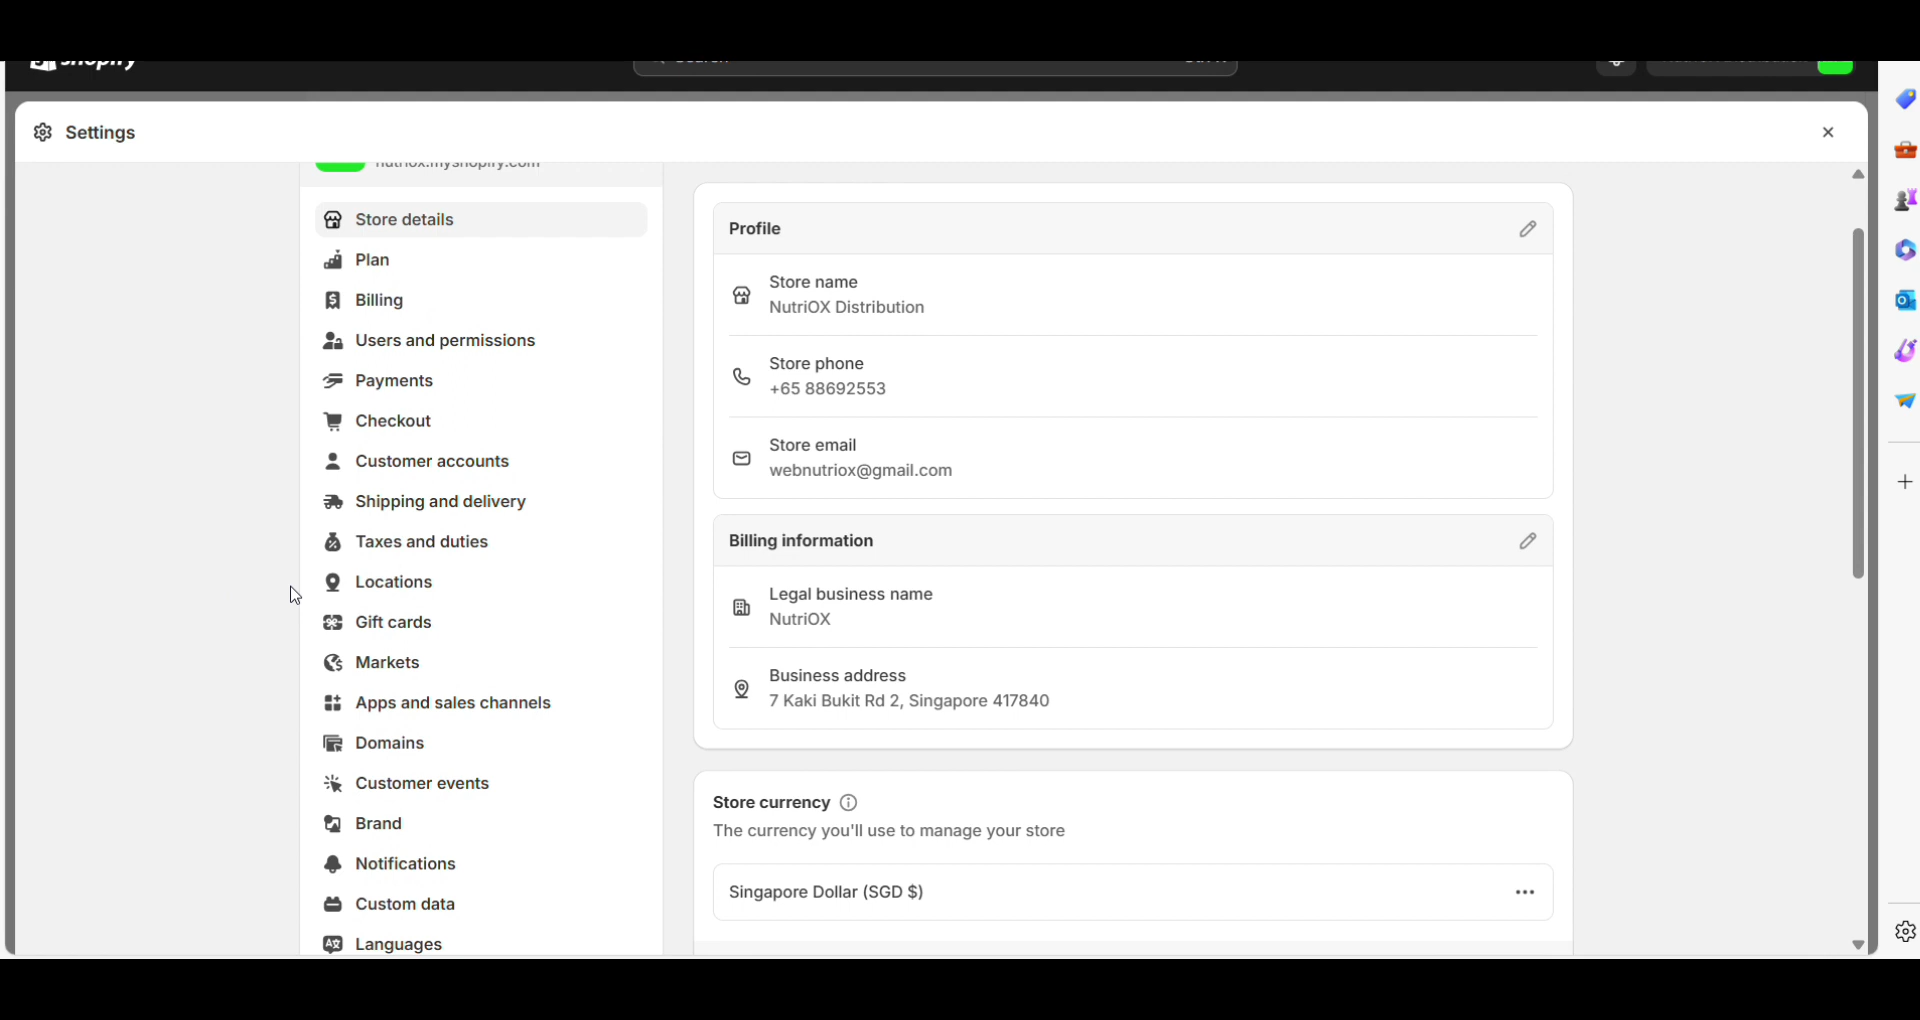 shopify
Settings
nutriox.myshopify.com
Store details
Plan
Billing
Users and permissions
Payments
Checkout
Customer accounts
Shipping and delivery
Taxes and duties
Locations
Gift cards
Markets
Apps and sales channels
Domains
Customer events
Brand
Notifications
Custom data
Languages
Profile
Store name
NutriOX Distribution
Store phone
+65 88692553
Store email
webnutriox@gmail.com
Billing information
Legal business name
NutriOX
Business address
7 Kaki Bukit Rd 2, Singapore 417840
Store currency
The currency you'll use to manage your store
Singapore Dollar (SGD $)